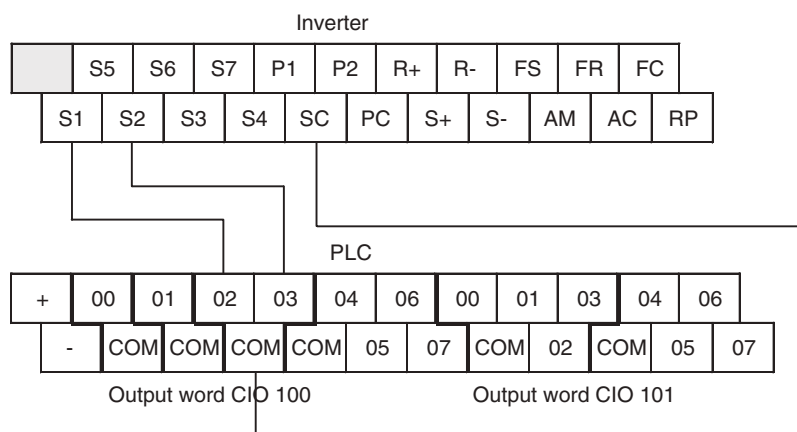 Inverter
S5 S6 S7 P1 P2 R+ R- FS FR FC
S1 S2 S3 S4 SC PC S+ S- AM AC RP
PLC
+ 00 01 02 03 04 06 00 01 03 04 06
- COM COM COM COM 05 07 COM 02 COM 05 07
Output word CIO 100 Output word CIO 101